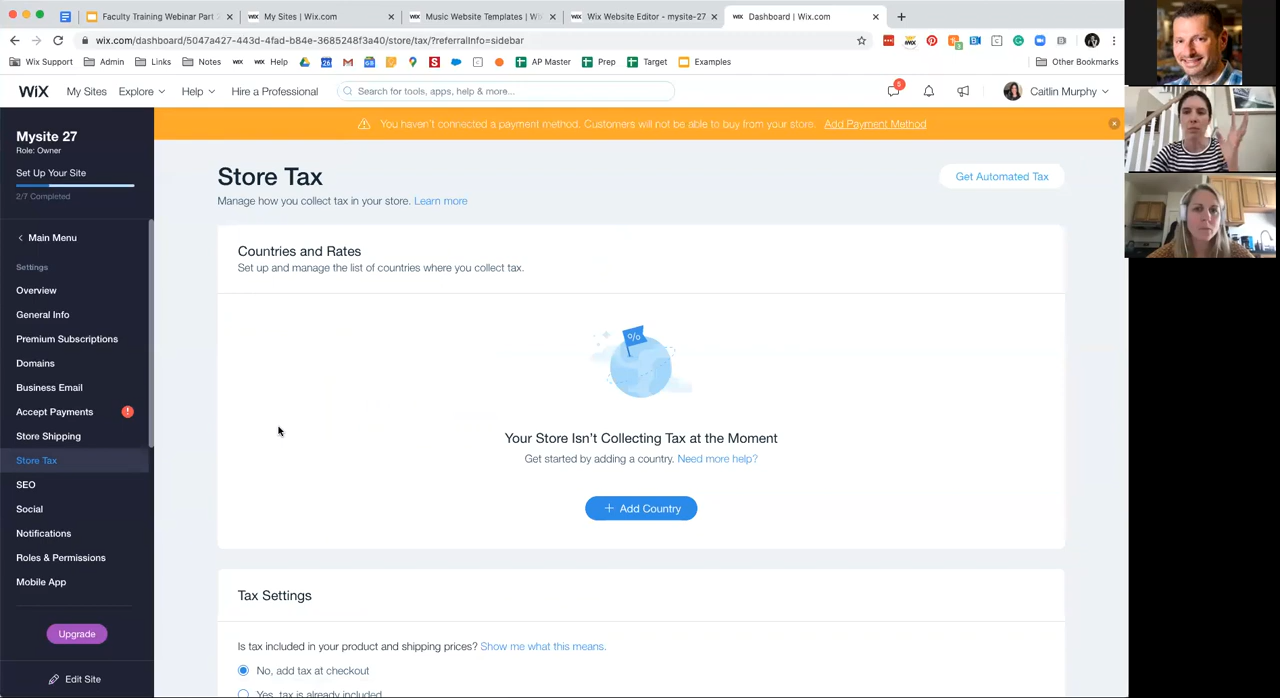 Faculty Training Webinar Part
My Sites | Wix.com
Music Website Templates | W
Wix Website Editor - mysite-27
Dashboard | Wix.com
wix.com/dashboard/5047a427-443d-4fad-b84e-3685248f3a40/store/tax/?referralInfo=sidebar
Wix Support
Admin
Links
Notes
WIX
WIX Help
AP Master
Prep
Target
Examples
Other Bookmarks
WiX
My Sites
Explore
Help
Hire a Professional
Search for tools, apps, help & more...
5
Caitlin Murphy
You haven't connected a payment method. Customers will not be able to buy from your store. Add Payment Method
Mysite 27
Role: Owner
Set Up Your Site
2/7 Completed
Main Menu
Settings
Overview
General Info
Premium Subscriptions
Domains
Business Email
Accept Payments
Store Shipping
Store Tax
SEO
Social
Notifications
Roles & Permissions
Mobile App
Upgrade
Edit Site
Store Tax
Get Automated Tax
Manage how you collect tax in your store. Learn more
Countries and Rates
Set up and manage the list of countries where you collect tax.
%
Your Store Isn't Collecting Tax at the Moment
Get started by adding a country. Need more help?
+ Add Country
Tax Settings
Is tax included in your product and shipping prices? Show me what this means.
No, add tax at checkout
Yes, tax is already included